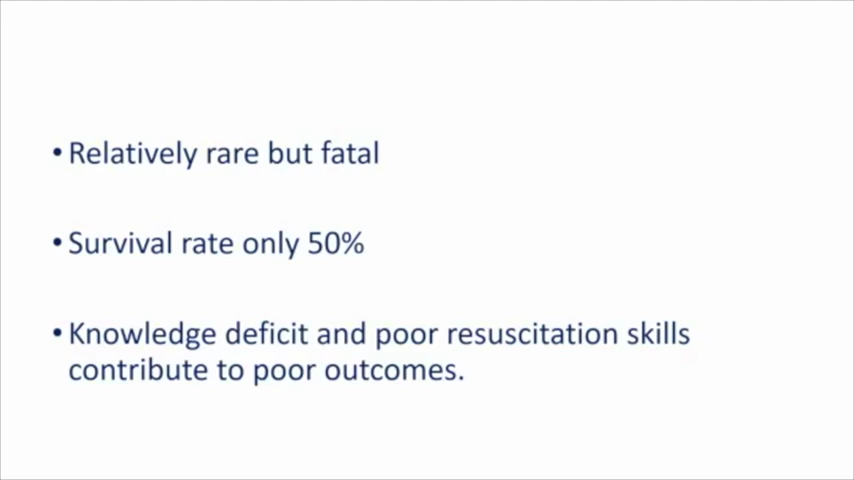 • Relatively rare but fatal
• Survival rate only 50%
• Knowledge deficit and poor resuscitation skills
contribute to poor outcomes.